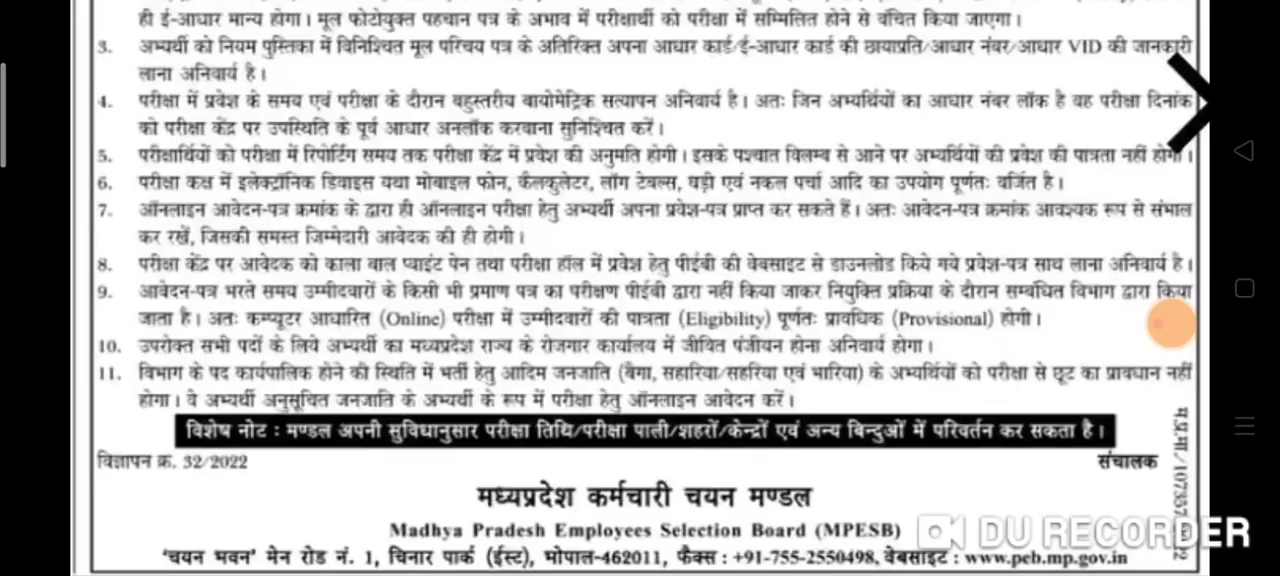 ही ई-आधार मान्य होगा। मूल फोटोयुक्त पहचान पत्र के अभाव में परीक्षार्थी को परीक्षा में सम्मिलित होने से वंचित किया जाएगा।
3. अभ्यर्थी को नियम पुस्तिका में विनिश्चित मूल परिचय पत्र के अतिरिक्त अपना आधार कार्ड/ई-आधार कार्ड की छायाप्रति/आधार नंबर/आधार VID की जानकारी
लाना अनिवार्य है।
4. परीक्षा में प्रवेश के समय एवं परीक्षा के दौरान बहुस्तरीय बायोमेट्रिक सत्यापन अनिवार्य है। अतः जिन अभ्यर्थियों का आधार नंबर लॉक है वह परीक्षा दिनांक
को परीक्षा केंद्र पर उपस्थिति के पूर्व आधार अनलॉक करवाना सुनिश्चित करें।
5. परीक्षार्थियों को परीक्षा में रिपोर्टिंग समय तक परीक्षा केंद्र में प्रवेश की अनुमति होगी। इसके पश्चात विलम्ब से आने पर अभ्यर्थियों की प्रवेश की पात्रता नहीं होगी।
6. परीक्षा कक्ष में इलेक्ट्रॉनिक डिवाइस यथा मोबाइल फोन, कैलकुलेटर, लॉग टेबल्स, घड़ी एवं नकल पर्चा आदि का उपयोग पूर्णतः वर्जित है।
7. ऑनलाइन आवेदन-पत्र क्रमांक के द्वारा ही ऑनलाइन परीक्षा हेतु अभ्यर्थी अपना प्रवेश-पत्र प्राप्त कर सकते हैं। अतः आवेदन-पत्र क्रमांक आवश्यक रूप से संभाल
कर रखें, जिसकी समस्त जिम्मेदारी आवेदक की ही होगी।
8. परीक्षा केंद्र पर आवेदक को काला बाल प्वाइंट पेन तथा परीक्षा हॉल में प्रवेश हेतु पीईबी की वेबसाइट से डाउनलोड किये गये प्रवेश-पत्र साथ लाना अनिवार्य है।
9. आवेदन-पत्र भरते समय उम्मीदवारों के किसी भी प्रमाण पत्र का परीक्षण पीईबी द्वारा नहीं किया जाकर नियुक्ति प्रक्रिया के दौरान सम्बंधित विभाग द्वारा किया
जाता है। अतः कम्प्यूटर आधारित (Online) परीक्षा में उम्मीदवारों की पात्रता (Eligibility) पूर्णतः प्रावधिक (Provisional) होगी।
10. उपरोक्त सभी पदों के लिये अभ्यर्थी का मध्यप्रदेश राज्य के रोजगार कार्यालय में जीवित पंजीयन होना अनिवार्य होगा।
11. विभाग के पद कार्यपालिक होने की स्थिति में भर्ती हेतु आदिम जनजाति (बैगा, सहारिया/सहरिया एवं भारिया) के अभ्यर्थियों को परीक्षा से छूट का प्रावधान नहीं
होगा। वे अभ्यर्थी अनुसूचित जनजाति के अभ्यर्थी के रूप में परीक्षा हेतु ऑनलाइन आवेदन करें।
विशेष नोट : मण्डल अपनी सुविधानुसार परीक्षा तिथि/परीक्षा पाली/शहरों/केन्द्रों एवं अन्य बिन्दुओं में परिवर्तन कर सकता है।
विज्ञापन क्र. 32/2022 संचालक
मध्यप्रदेश कर्मचारी चयन मण्डल
Madhya Pradesh Employees Selection Board (MPESB)
'चयन भवन' मेन रोड नं. 1, चिनार पार्क (ईस्ट), भोपाल-462011, फैक्स : +91-755-2550498, वेबसाइट : www.peb.mp.gov.in
म.प्र.मा/107357
DU RECORDER